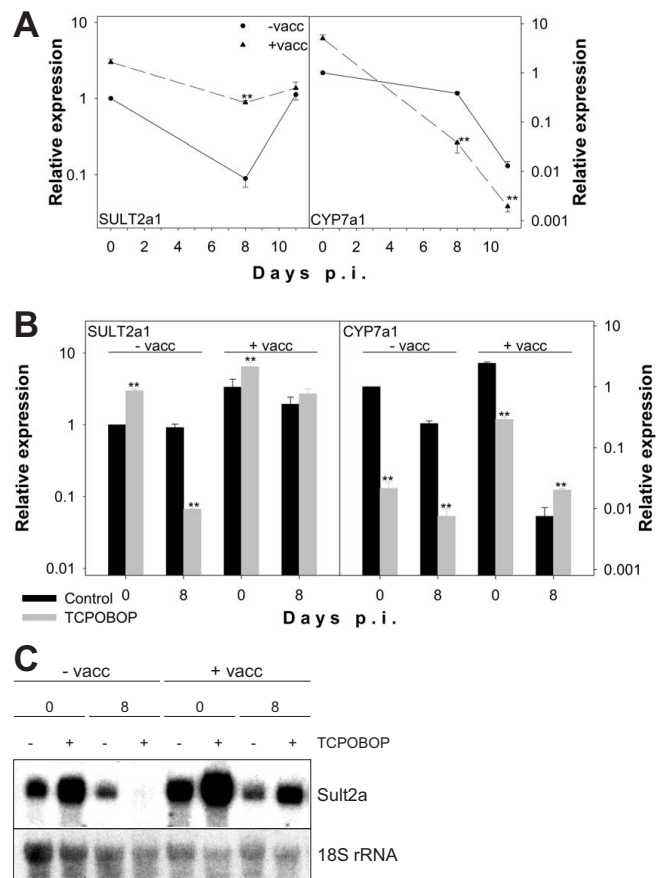 A
-vacc
+vacc
Relative expression
10
1
0.1
**
SULT2a1
0 2 4 6 8 10
**
**
CYP7a1
0 2 4 6 8 10
10
1
0.1
0.01
0.001
Relative expression
Days p.i.
B
SULT2a1
- vacc + vacc
** ** **
Relative expression
10
1
0.1
0.01
0 8 0 8
CYP7a1
- vacc + vacc
** ** ** **
0 8 0 8
10
1
0.1
0.01
0.001
Relative expression
Control
TCPOBOP
Days p.i.
C
- vacc + vacc
0 8 0 8
- + - + - + - + TCPOBOP
Sult2a
18S rRNA